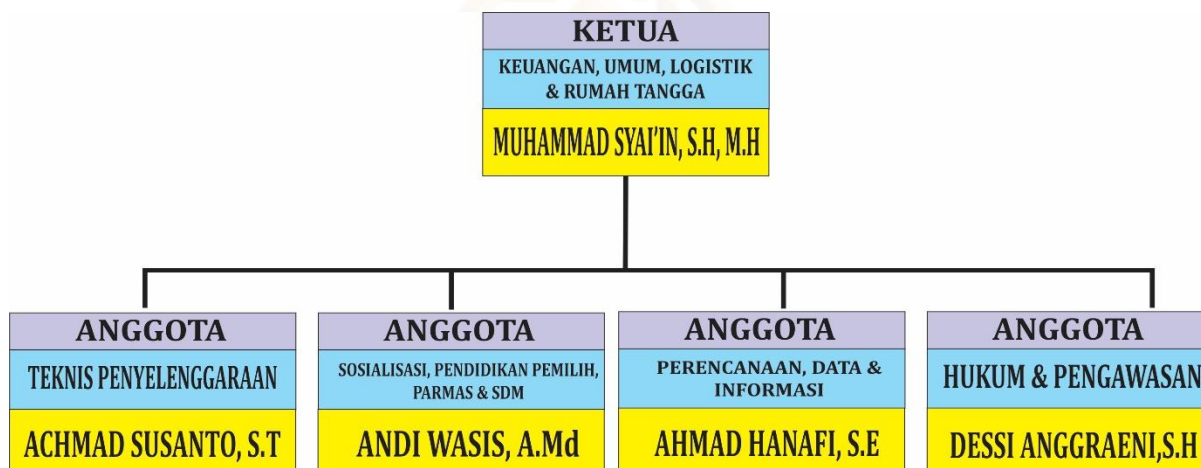 KETUA
KEUANGAN, UMUM, LOGISTIK
& RUMAH TANGGA
MUHAMMAD SYAI'IN, S.H, M.H
ANGGOTA
TEKNIS PENYELENGGARAAN
ACHMAD SUSANTO, S.T
ANGGOTA
SOSIALISASI, PENDIDIKAN PEMILIH,
PARMAS & SDM
ANDI WASIS, A.Md
ANGGOTA
PERENCANAAN, DATA &
INFORMASI
AHMAD HANAFI, S.E
ANGGOTA
HUKUM & PENGAWASAN
DESSI ANGGRAENI,S.H